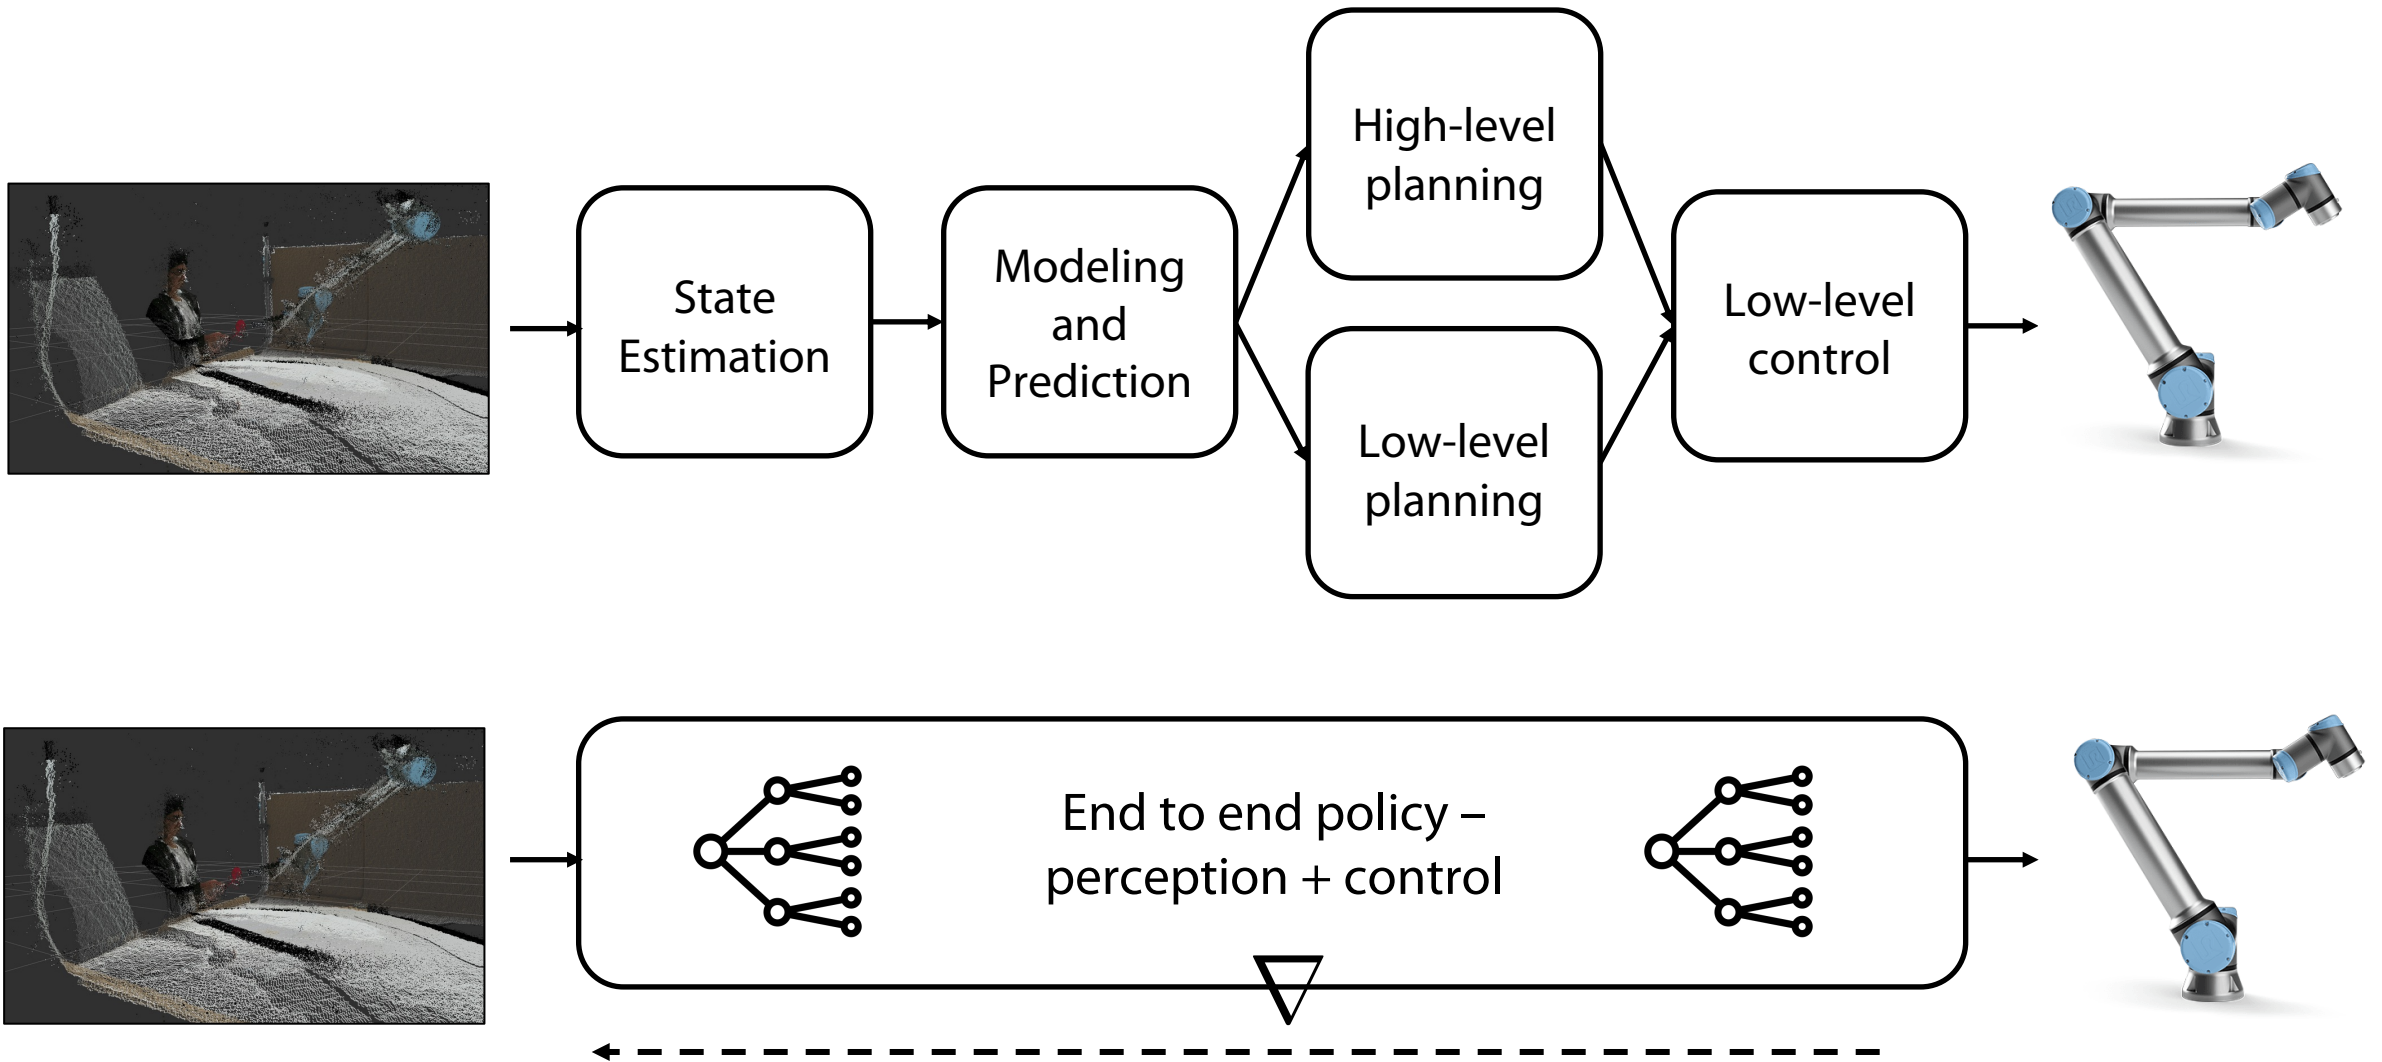 High-level
planning
State
Estimation
Modeling
and
Prediction
Low-level
control
Low-level
planning
End to end policy –
perception + control
∇